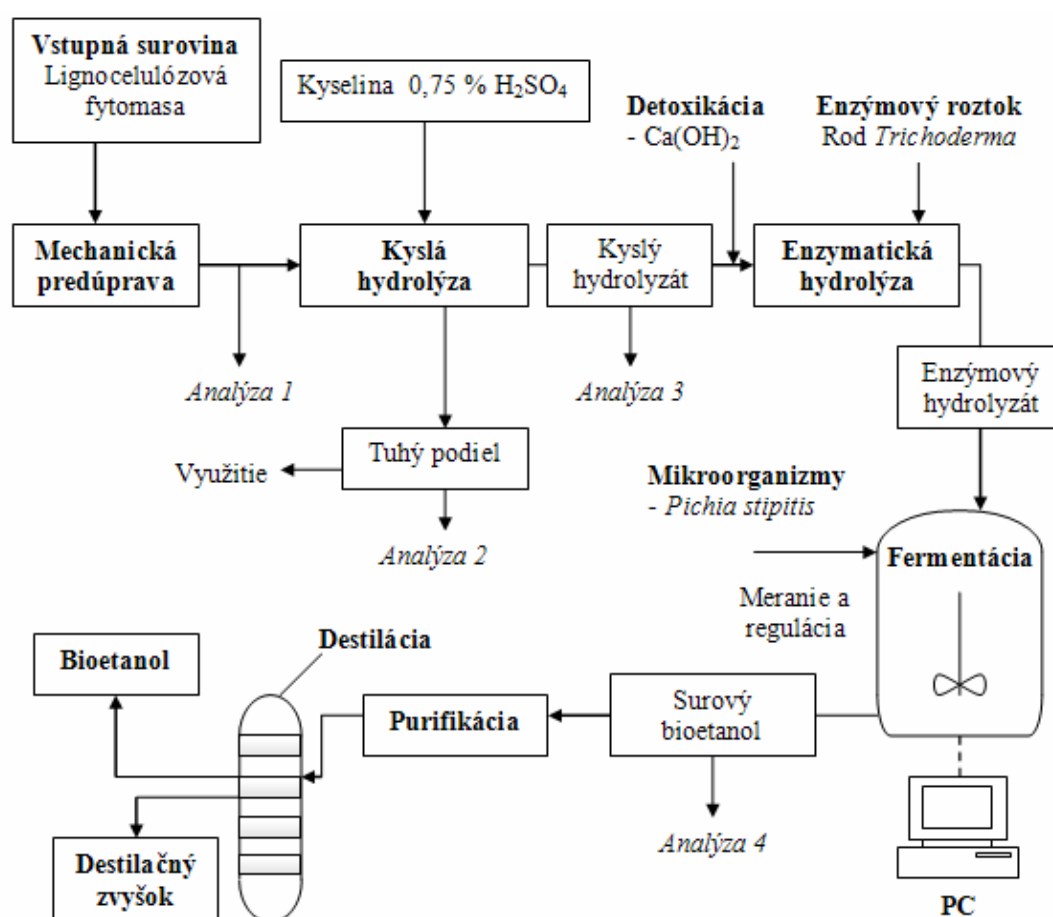 Vstupná surovina
Lignocelulózová
fytomasa
Kyselina 0,75 % H₂SO₄
Detoxikácia
- Ca(OH)₂
Enzýmový roztok
Rod Trichoderma
Mechanická
predúprava
Kyslá
hydrolýza
Kyslý
hydrolyzát
Enzymatická
hydrolýza
Analýza 1
Analýza 3
Enzýmový
hydrolyzát
Tuhý podiel
Využitie
Analýza 2
Mikroorganizmy
- Pichia stipitis
Fermentácia
Meranie a
regulácia
Destilácia
Bioetanol
Purifikácia
Surový
bioetanol
Analýza 4
Destilačný
zvyšok
PC